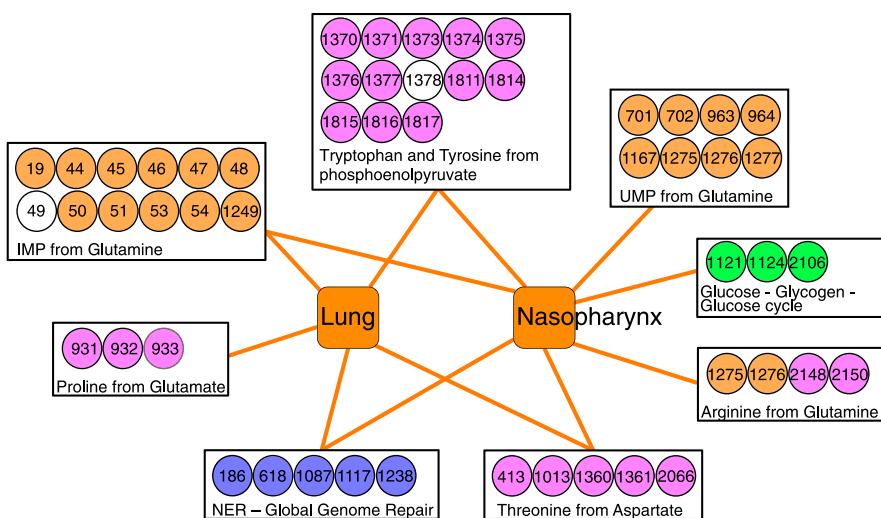 1370 1371 1373 1374 1375
1376 1377 1378 1811 1814
1815 1816 1817
Tryptophan and Tyrosine from
phosphoenolpyruvate
701 702 963 964
1167 1275 1276 1277
UMP from Glutamine
19 44 45 46 47 48
49 50 51 53 54 1249
IMP from Glutamine
1121 1124 2106
Glucose - Glycogen -
Glucose cycle
Lung
Nasopharynx
931 932 933
Proline from Glutamate
1275 1276 2148 2150
Arginine from Glutamine
186 618 1087 1117 1238
NER – Global Genome Repair
413 1013 1360 1361 2066
Threonine from Aspartate